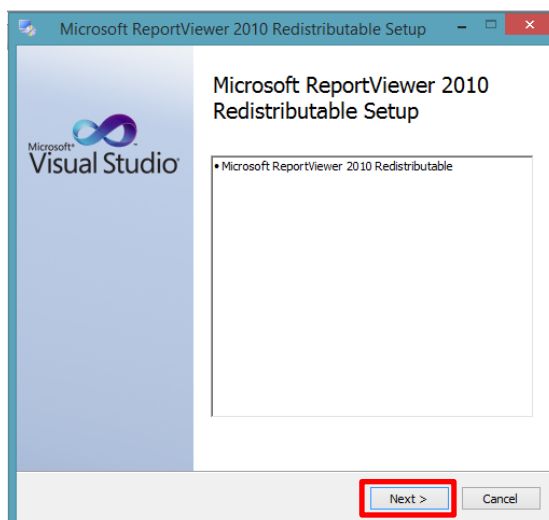 Microsoft ReportViewer 2010 Redistributable Setup
Microsoft ReportViewer 2010
Redistributable Setup
Microsoft®
Visual Studio®
• Microsoft ReportViewer 2010 Redistributable
Next >
Cancel